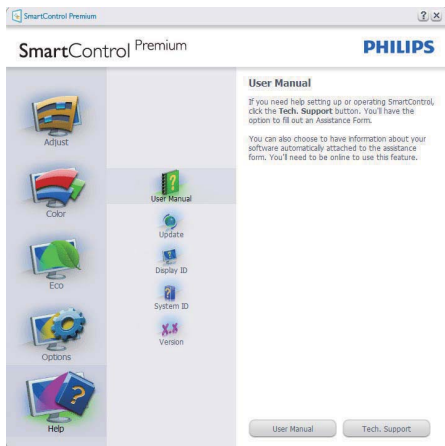 SmartControl Premium
SmartControl Premium
PHILIPS
Adjust
Color
Eco
Options
Help
User Manual
Update
Display ID
System ID
X.X
Version
User Manual
If you need help setting up or operating SmartControl,
click the Tech. Support button. You'll have the
option to fill out an Assistance Form.
You can also choose to have information about your
software automatically attached to the assistance
form. You'll need to be online to use this feature.
User Manual
Tech. Support